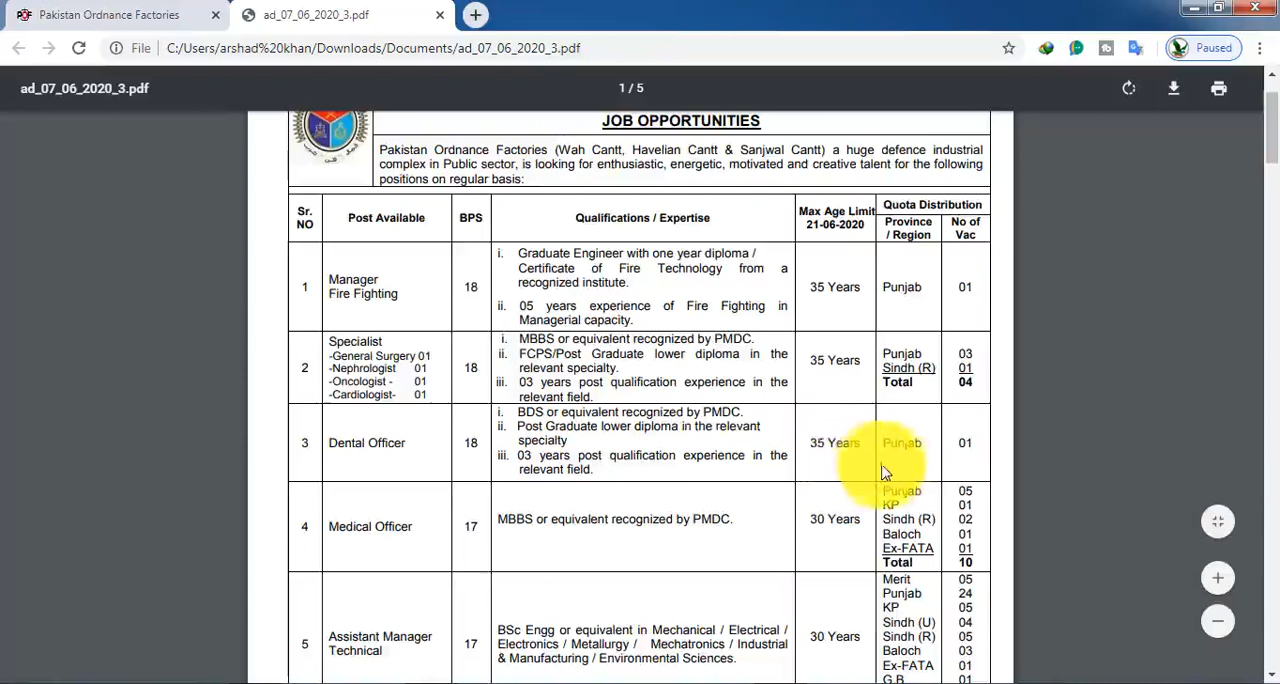 Pakistan Ordnance Factories
ad_07_06_2020_3.pdf
File
C:/Users/arshad%20khan/Downloads/Documents/ad_07_06_2020_3.pdf
Paused
ad_07_06_2020_3.pdf
1 / 5
JOB OPPORTUNITIES
Pakistan Ordnance Factories (Wah Cantt, Havelian Cantt & Sanjwal Cantt) a huge defence industrial
complex in Public sector, is looking for enthusiastic, energetic, motivated and creative talent for the following
positions on regular basis:
Sr. NO
Post Available
BPS
Qualifications / Expertise
Max Age Limit
21-06-2020
Quota Distribution
Province / Region
No of Vac
1
Manager
Fire Fighting
18
i. Graduate Engineer with one year diploma /
Certificate of Fire Technology from a
recognized institute.
ii. 05 years experience of Fire Fighting in
Managerial capacity.
35 Years
Punjab 01
2
Specialist
-General Surgery 01
-Nephrologist 01
-Oncologist - 01
-Cardiologist- 01
18
i. MBBS or equivalent recognized by PMDC.
ii. FCPS/Post Graduate lower diploma in the
relevant specialty.
iii. 03 years post qualification experience in the
relevant field.
35 Years
Punjab 03
Sindh (R) 01
Total 04
3
Dental Officer
18
i. BDS or equivalent recognized by PMDC.
ii. Post Graduate lower diploma in the relevant
specialty
iii. 03 years post qualification experience in the
relevant field.
35 Years
Punjab 01
4
Medical Officer
17
MBBS or equivalent recognized by PMDC.
30 Years
Punjab 05
KP 01
Sindh (R) 02
Baloch 01
Ex-FATA 01
Total 10
5
Assistant Manager
Technical
17
BSc Engg or equivalent in Mechanical / Electrical /
Electronics / Metallurgy / Mechatronics / Industrial
& Manufacturing / Environmental Sciences.
30 Years
Merit 05
Punjab 24
KP 05
Sindh (U) 04
Sindh (R) 05
Baloch 03
Ex-FATA 01
G.B 01